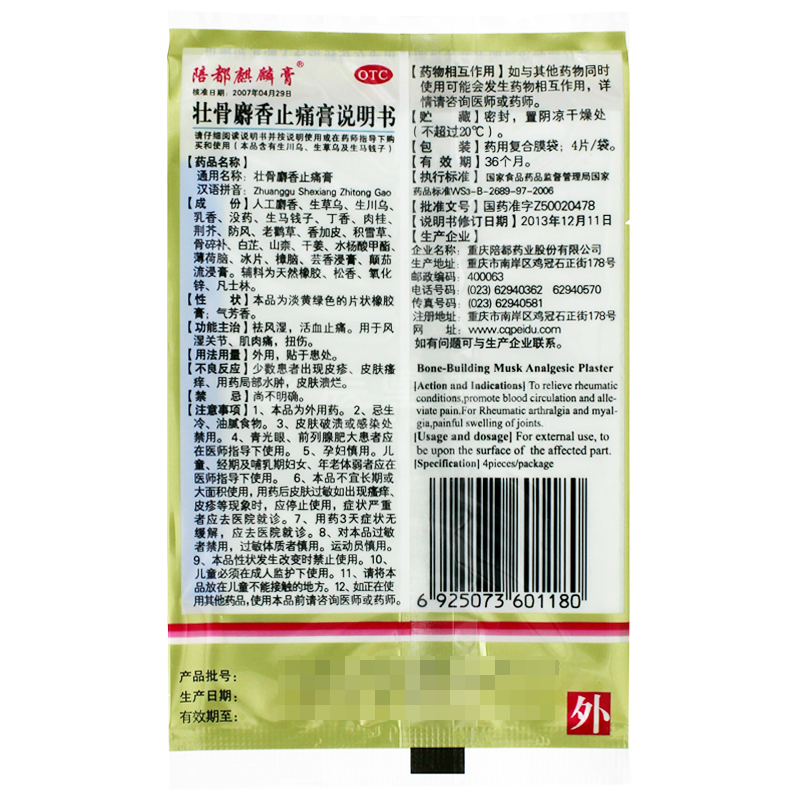 陪都麒麟膏®
OTC
核准日期：2007年04月29日
壮骨麝香止痛膏说明书
请仔细阅读说明书并按说明使用或在药师指导下购
买和使用（本品含有生川乌、生草乌及生马钱子）
【药品名称】
通用名称：壮骨麝香止痛膏
汉语拼音：Zhuanggu Shexiang Zhitong Gao
【成　份】人工麝香、生草乌、生川乌、
乳香、没药、生马钱子、丁香、肉桂、
荆芥、防风、老鹳草、香加皮、积雪草、
骨碎补、白芷、山奈、干姜、水杨酸甲酯、
薄荷脑、冰片、樟脑、芸香浸膏、颠茄
流浸膏。辅料为天然橡胶、松香、氧化
锌、凡士林。
【性　状】本品为淡黄绿色的片状橡胶
膏；气芳香。
【功能主治】祛风湿，活血止痛。用于风
湿关节、肌肉痛，扭伤。
【用法用量】外用，贴于患处。
【不良反应】少数患者出现皮疹、皮肤瘙
痒、用药局部水肿，皮肤溃烂。
【禁　忌】尚不明确。
【注意事项】1、本品为外用药。2、忌生
冷、油腻食物。3、皮肤破溃或感染处
禁用。4、青光眼、前列腺肥大患者应在
医师指导下使用。5、孕妇慎用。儿
童、经期及哺乳期妇女、年老体弱者应在
医师指导下使用。6、本品不宜长期或
大面积使用，用药后皮肤过敏如出现瘙痒、
皮疹等现象时，应停止使用，症状严重
者应去医院就诊。7、用药3天症状无
缓解，应去医院就诊。8、对本品过敏
者禁用，过敏体质者慎用。运动员慎用。
9、本品性状发生改变时禁止使用。10、
儿童必须在成人监护下使用。11、请将本
品放在儿童不能接触的地方。12、如正在使
用其他药品，使用本品前请咨询医师或药师。
【药物相互作用】如与其他药物同时
使用可能会发生药物相互作用，详
情请咨询医师或药师。
【贮　藏】密封，置阴凉干燥处
（不超过20℃）。
【包　装】药用复合膜袋；4片/袋。
【有 效 期】36个月。
【执行标准】国家食品药品监督管理局国家
药品标准WS3-B-2689-97-2006
【批准文号】国药准字Z50020478
【说明书修订日期】2013年12月11日
【生产企业】
企业名称：重庆陪都药业股份有限公司
生产地址：重庆市南岸区鸡冠石正街178号
邮政编码：400063
电话号码：(023) 62940362 62940570
传真号码：(023) 62940581
注册地址：重庆市南岸区鸡冠石正街178号
网　址：www.cqpeidu.com
如有问题可与生产企业联系。
Bone-Building Musk Analgesic Plaster
[Action and Indications] To relieve rheumatic
conditions,promote blood circulation and alle-
viate pain.For Rheumatic arthralgia and myal-
gia,painful swelling of joints.
[Usage and dosage] For external use, to
be upon the surface of the affected part.
[Specification] 4pieces/package
6 925073 601180
产品批号：
生产日期：
有效期至：
外